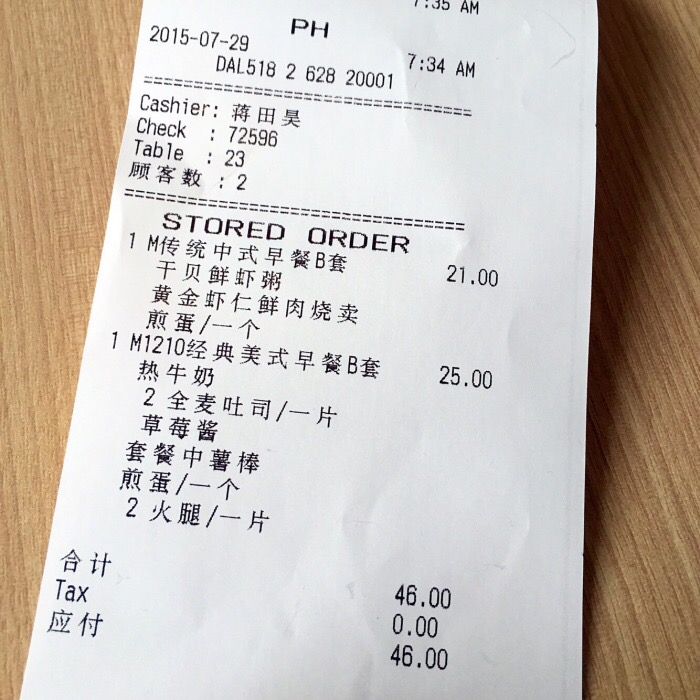 7:35 AM
PH
2015-07-29 7:34 AM
DAL518 2 628 20001
==========================================
Cashier: 蒋田昊
Check : 72596
Table : 23
顾客数 : 2
==========================================
STORED ORDER
1 M传统中式早餐B套 21.00
干贝鲜虾粥
黄金虾仁鲜肉烧卖
煎蛋/一个
1 M1210经典美式早餐B套 25.00
热牛奶
2 全麦吐司/一片
草莓酱
套餐中薯棒
煎蛋/一个
2 火腿/一片
合计 46.00
Tax 0.00
应付 46.00